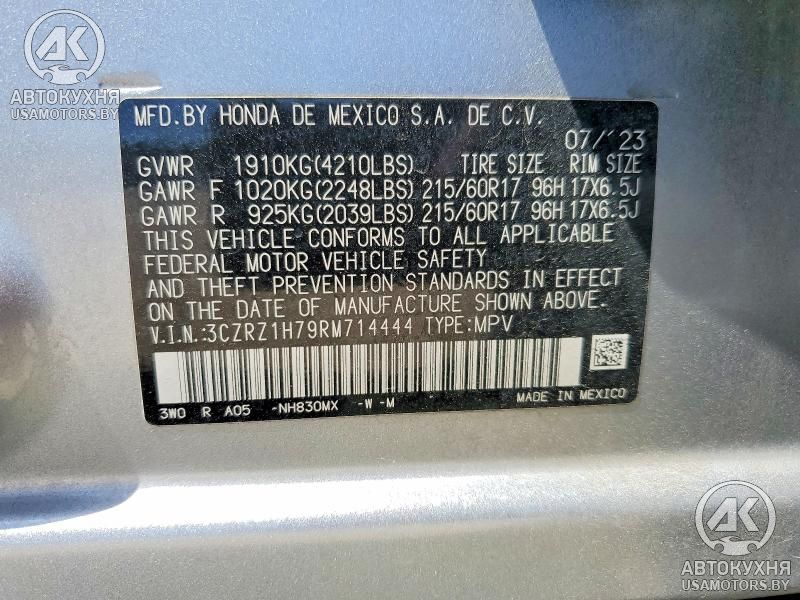 AK
АВТОКУХНЯ
USAMOTORS.BY
MFD.BY HONDA DE MEXICO S.A. DE C.V.
07/'23
GVWR 1910KG(4210LBS) TIRE SIZE RIM SIZE
GAWR F 1020KG(2248LBS) 215/60R17 96H 17X6.5J
GAWR R 925KG(2039LBS) 215/60R17 96H 17X6.5J
THIS VEHICLE CONFORMS TO ALL APPLICABLE
FEDERAL MOTOR VEHICLE SAFETY
AND THEFT PREVENTION STANDARDS IN EFFECT
ON THE DATE OF MANUFACTURE SHOWN ABOVE.
V.I.N.:3CZRZ1H79RM714444 TYPE:MPV
3W0 R A05 -NH830MX -W -M MADE IN MEXICO
AK
АВТОКУХНЯ
USAMOTORS.BY